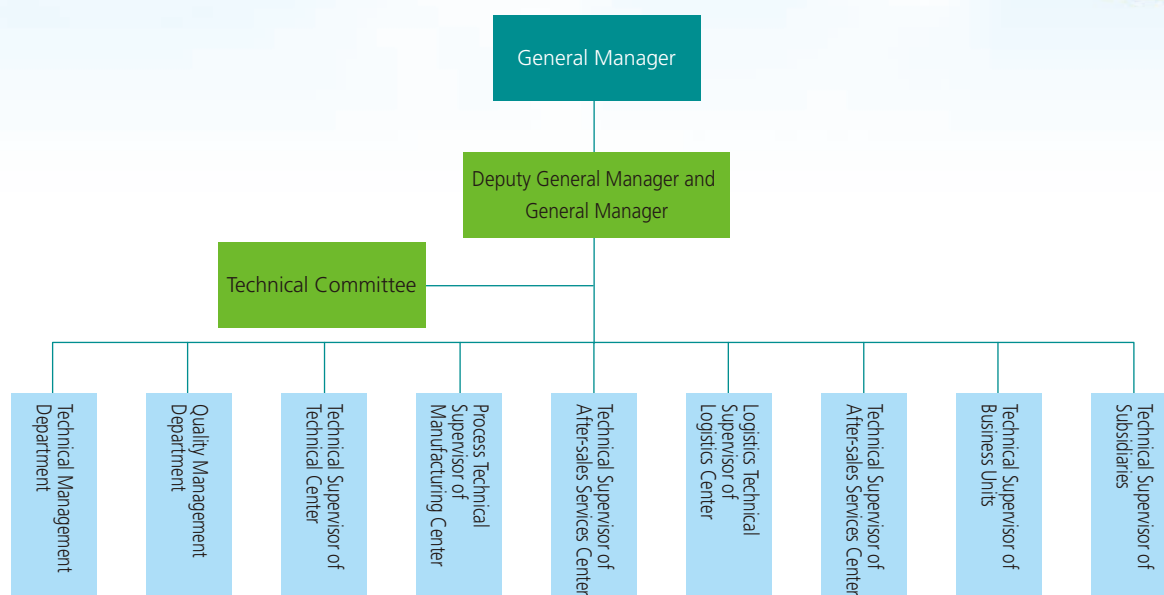 General Manager
Deputy General Manager and
General Manager
Technical Committee
Technical Management
Department
Quality Management
Department
Technical Supervisor of
Technical Center
Process Technical
Supervisor of
Manufacturing Center
Technical Supervisor of
After-sales Services Center
Logistics Technical
Supervisor of
Logistics Center
Technical Supervisor of
After-sales Services Center
Technical Supervisor of
Business Units
Technical Supervisor of
Subsidiaries